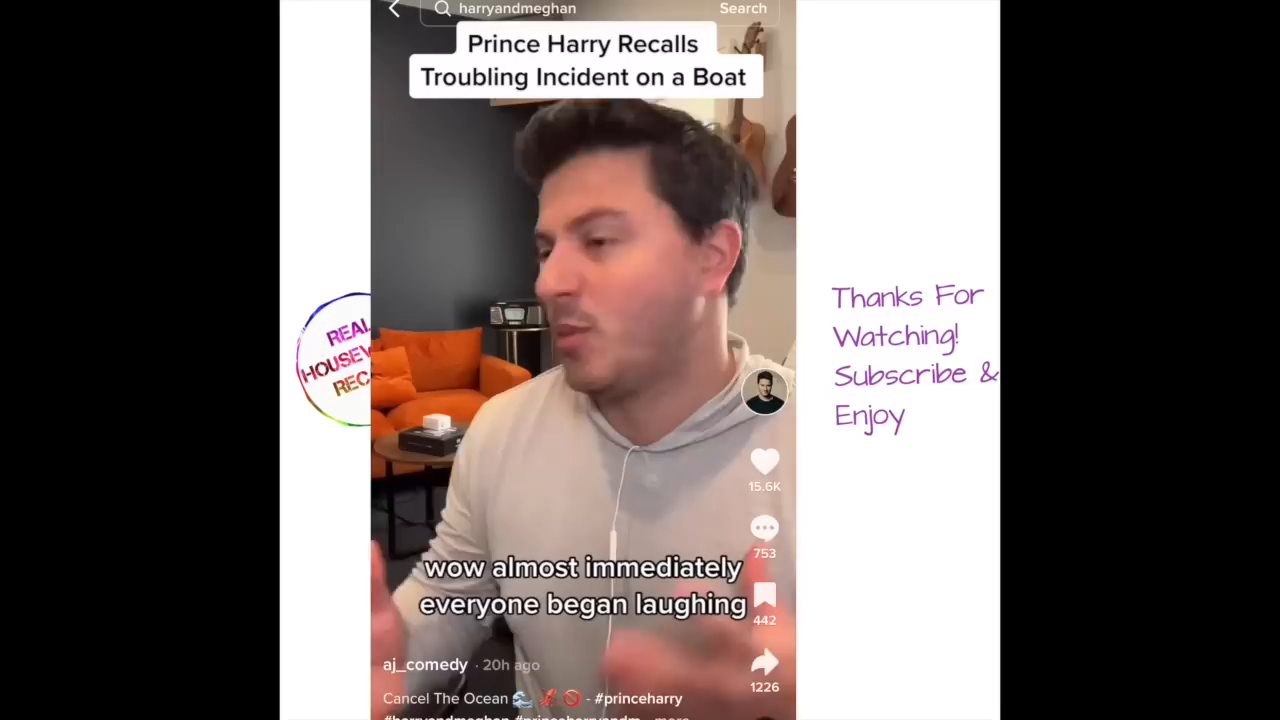 harryandmeghan
Search
Prince Harry Recalls
Troubling Incident on a Boat
REAL
REC
Thanks For
Watching!
Subscribe &
Enjoy
15.6K
753
wow almost immediately
everyone began laughing
442
aj_comedy · 20h ago
1226
Cancel The Ocean 🌊 🦑 🚫 - #princeharry
#harryandmeghan